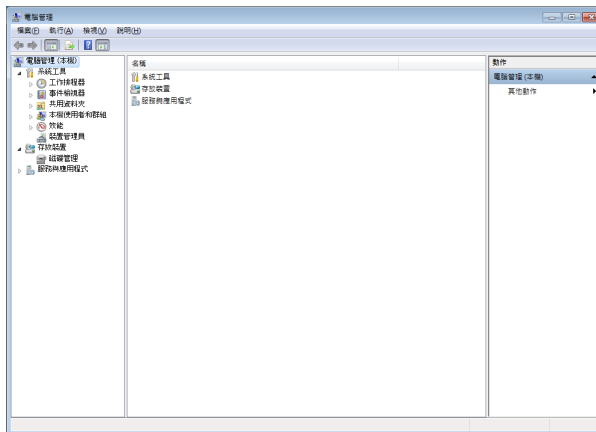 電腦管理
檔案(F) 執行(A) 檢視(V) 說明(H)
電腦管理 (本機)
系統工具
工作排程器
事件檢視器
共用資料夾
本機使用者和群組
效能
裝置管理員
存放裝置
磁碟管理
服務與應用程式
名稱
系統工具
存放裝置
服務與應用程式
動作
電腦管理 (本機)
其他動作